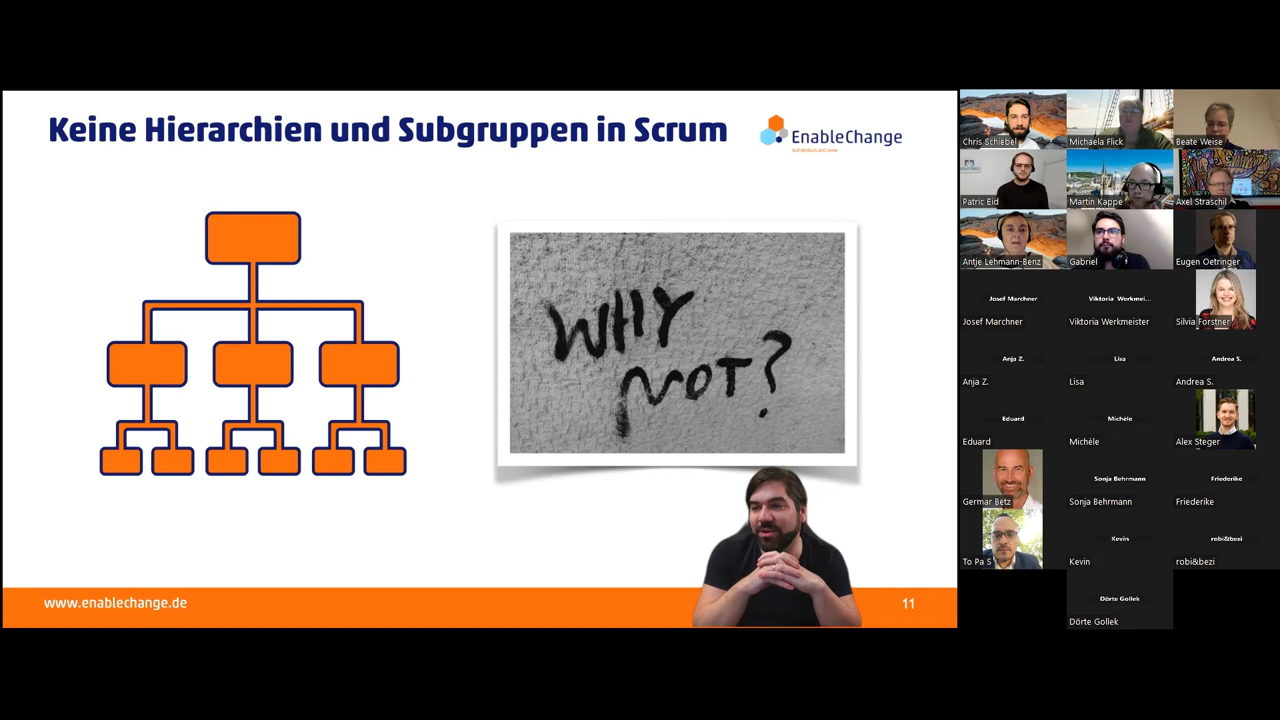 Keine Hierarchien und Subgruppen in Scrum
EnableChange
WHY
NOT?
www.enablechange.de
11
Chris Schiebel
Michaela Flick
Beate Weise
Patric Eid
Martin Kappe
Axel Straschil
Antje Lehmann-Benz
Gabriel
Eugen Oetringer
Josef Marchner
Viktoria Werkmei...
Josef Marchner
Viktoria Werkmeister
Silvia Forstner
Anja Z.
Lisa
Andrea S.
Anja Z.
Lisa
Andrea S.
Eduard
Michèle
Eduard
Michèle
Alex Steger
Sonja Behrmann
Friederike
Germar Betz
Sonja Behrmann
Friederike
Kevin
robi&bezi
To Pa S
Kevin
robi&bezi
Dörte Gollek
Dörte Gollek